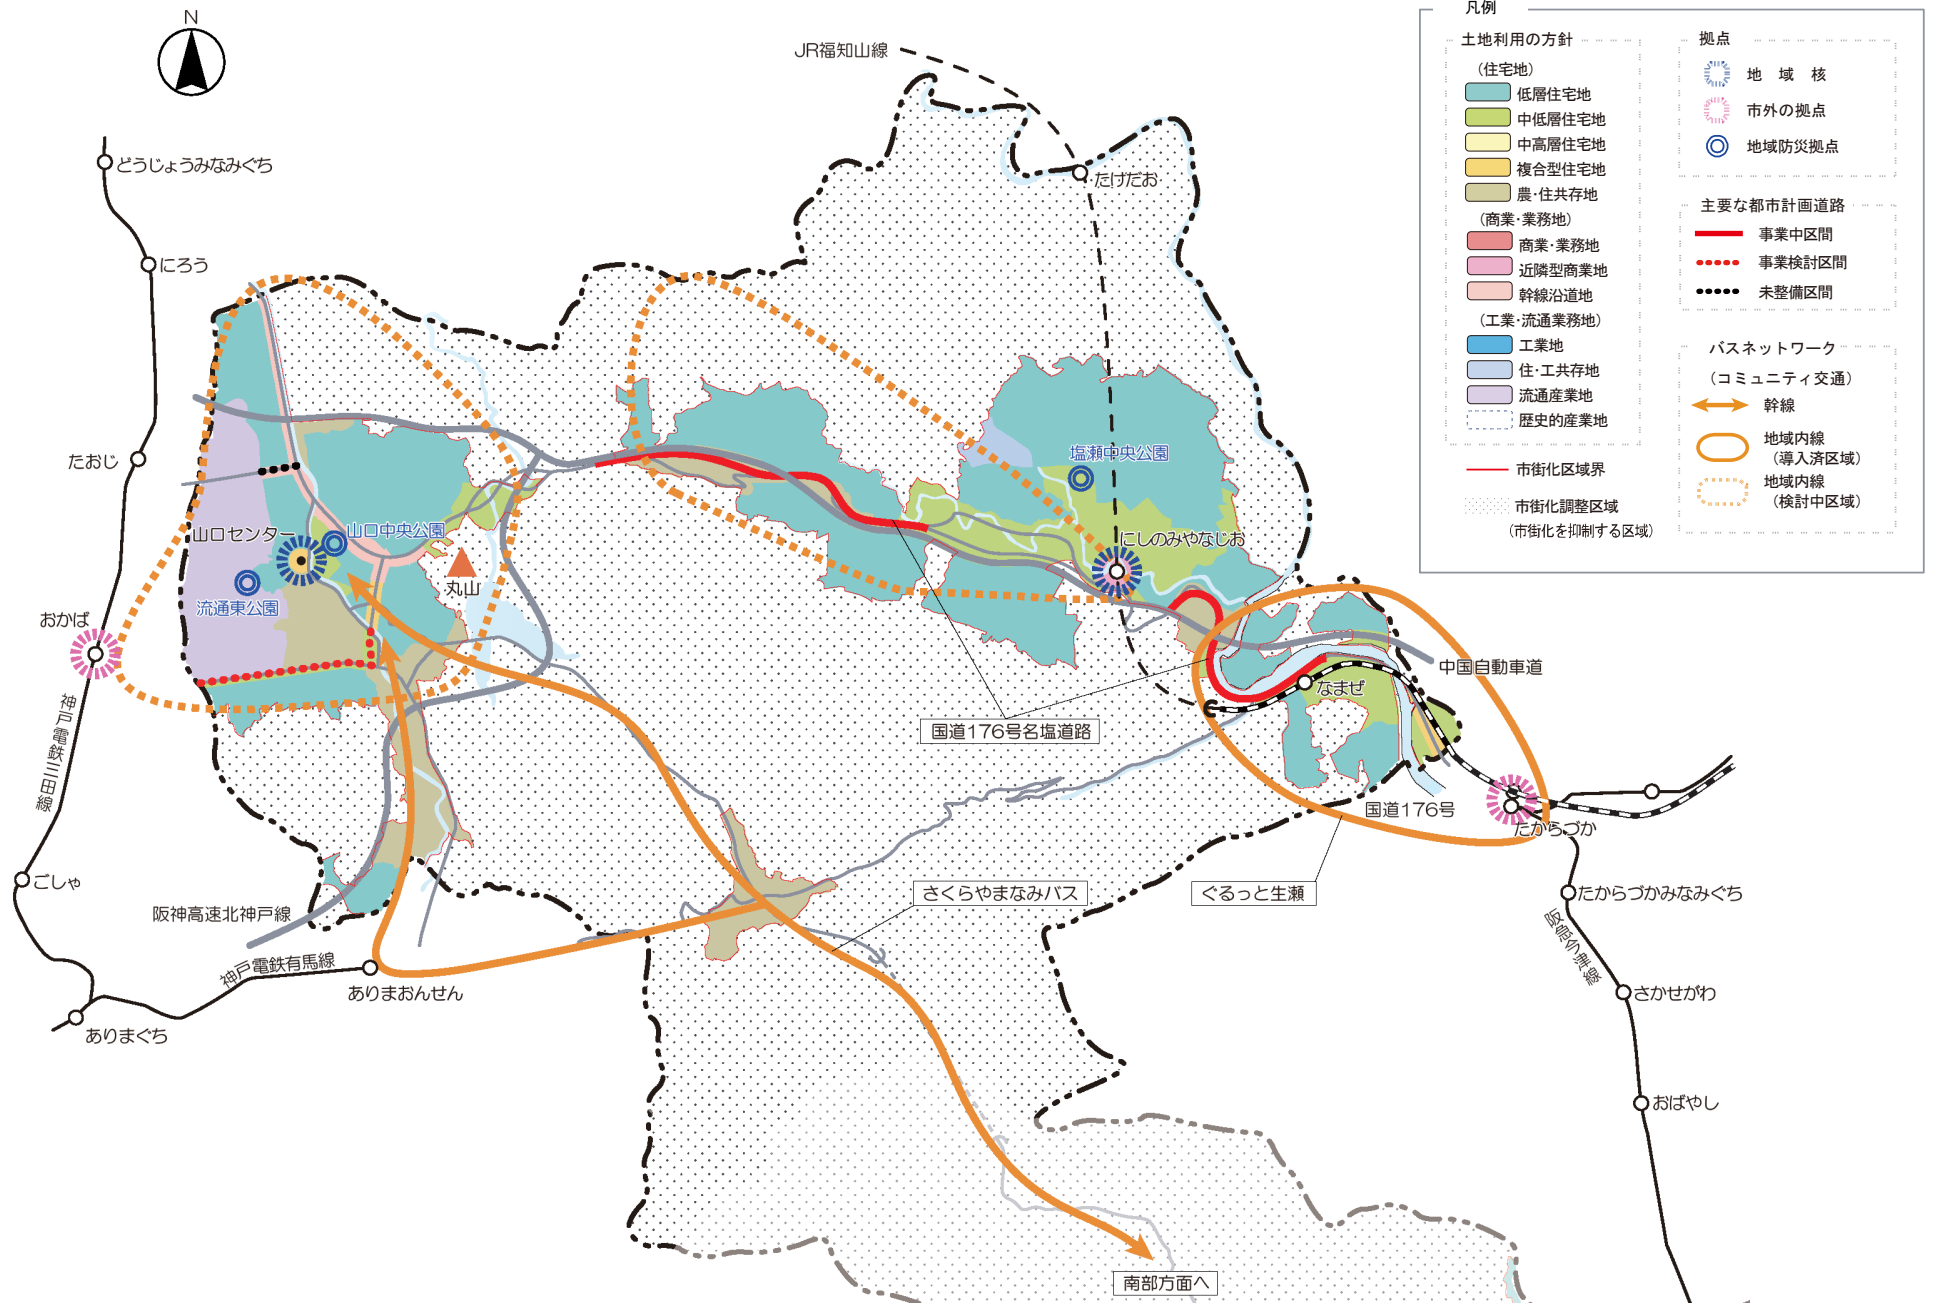 N
JR福知山線
どうじょうみなみぐち
たけだお
にろう
たおじ
塩瀬中央公園
山口センター
山口中央公園
にしのみやなじお
丸山
流通東公園
おかば
神戸電鉄三田線
中国自動車道
なまぜ
国道176号名塩道路
国道176号
たからづか
ごしゃ
さくらやまなみバス
ぐるっと生瀬
たからづかみなみぐち
阪神高速北神戸線
阪急今津線
神戸電鉄有馬線
ありまおんせん
さかせがわ
ありまぐち
おばやし
南部方面へ
凡例
土地利用の方針
（住宅地）
低層住宅地
中低層住宅地
中高層住宅地
複合型住宅地
農・住共存地
（商業・業務地）
商業・業務地
近隣型商業地
幹線沿道地
（工業・流通業務地）
工業地
住・工共存地
流通産業地
歴史的産業地
市街化区域界
市街化調整区域
（市街化を抑制する区域）
拠点
地 域 核
市外の拠点
地域防災拠点
主要な都市計画道路
事業中区間
事業検討区間
未整備区間
バスネットワーク
（コミュニティ交通）
幹線
地域内線
（導入済区域）
地域内線
（検討中区域）